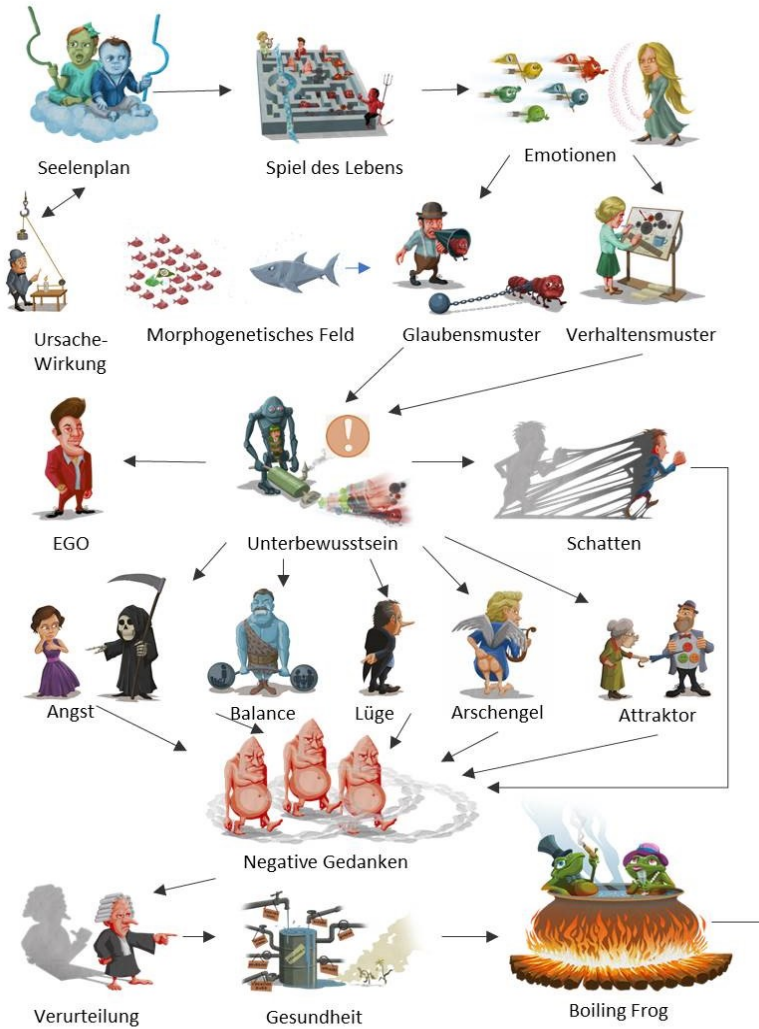 Seelenplan
Spiel des Lebens
Emotionen
Ursache-
Wirkung
Morphogenetisches Feld
Glaubensmuster
Verhaltensmuster
!
EGO
Unterbewusstsein
Schatten
Angst
Balance
Lüge
Arschengel
Attraktor
Negative Gedanken
Verurteilung
Gesundheit
Boiling Frog